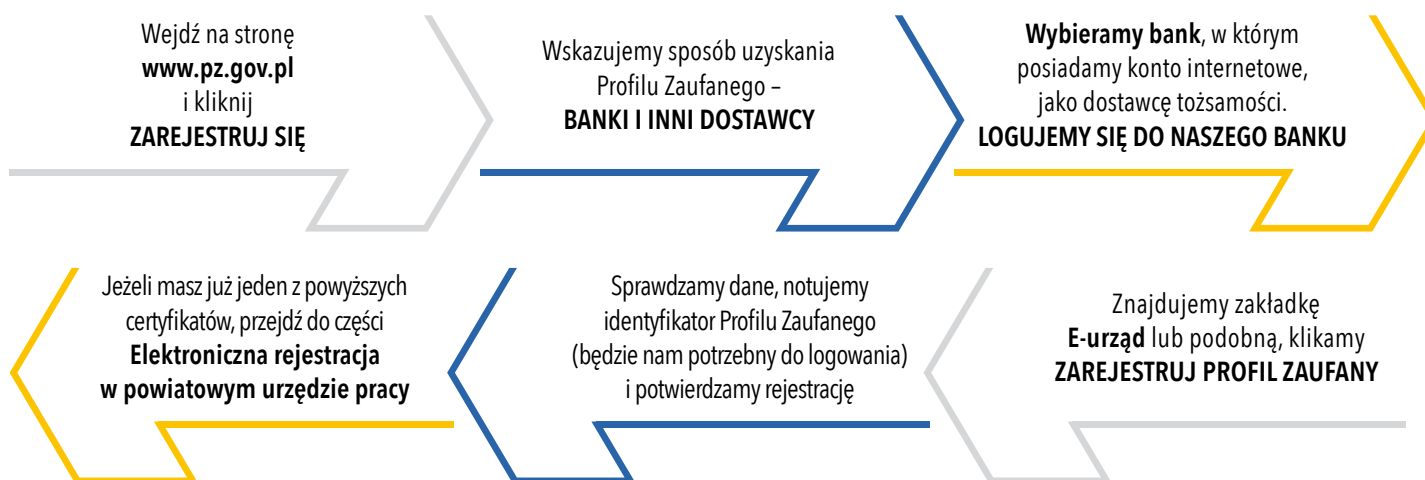 Wejdź na stronę
www.pz.gov.pl
i kliknij
ZAREJESTRUJ SIĘ
Wskazujemy sposób uzyskania
Profilu Zaufanego –
BANKI I INNI DOSTAWCY
Wybieramy bank, w którym
posiadamy konto internetowe,
jako dostawcę tożsamości.
LOGUJEMY SIĘ DO NASZEGO BANKU
Znajdujemy zakładkę
E-urząd lub podobną, klikamy
ZAREJESTRUJ PROFIL ZAUFANY
Sprawdzamy dane, notujemy
identyfikator Profilu Zaufanego
(będzie nam potrzebny do logowania)
i potwierdzamy rejestrację
Jeżeli masz już jeden z powyższych
certyfikatów, przejdź do części
Elektroniczna rejestracja
w powiatowym urzędzie pracy